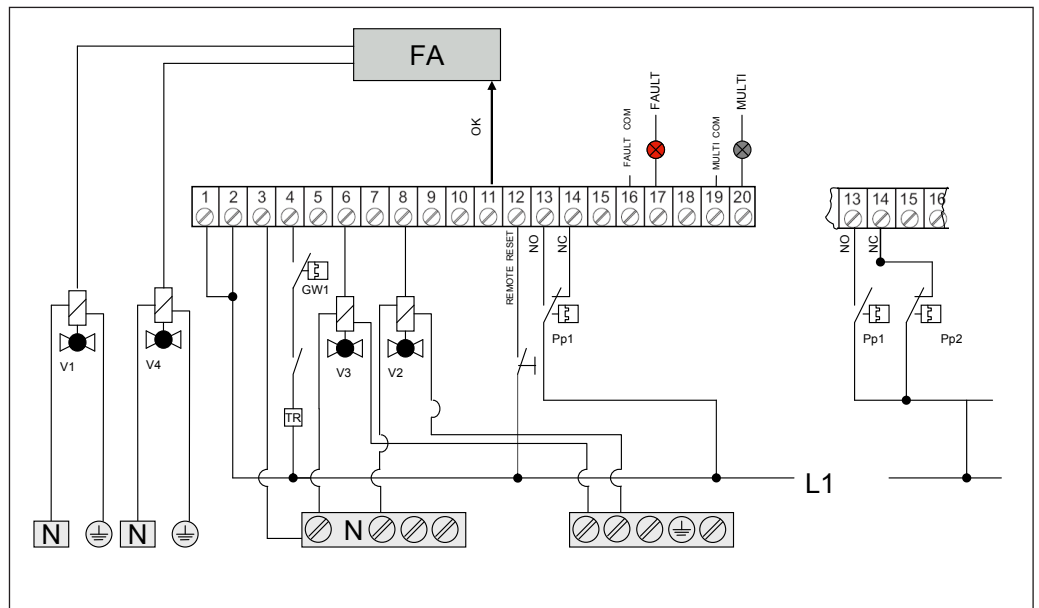 FA
OK
FAULT COM
FAULT
MULTI COM
MULTI
1 2 3 4 5 6 7 8 9 10 11 12 13 14 15 16 17 18 19 20
13 14 15 16
REMOTE RESET
NO
NC
NO
NC
GW1
Pp1
Pp1
Pp2
V1
V4
V3
V2
TR
L1
N
N
N